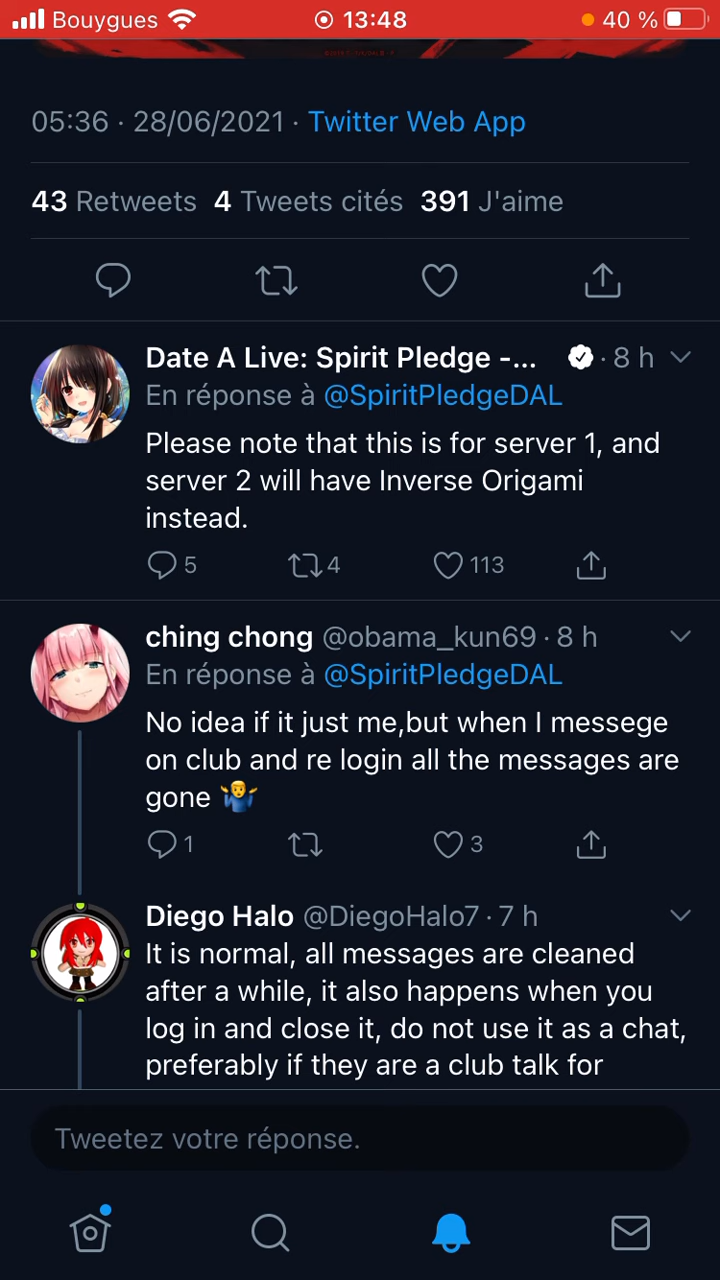 Bouygues 13:48 40 %
05:36 · 28/06/2021 · Twitter Web App
43 Retweets 4 Tweets cités 391 J'aime
Date A Live: Spirit Pledge -... · 8 h
En réponse à @SpiritPledgeDAL
Please note that this is for server 1, and
server 2 will have Inverse Origami
instead.
5 4 113
ching chong @obama_kun69 · 8 h
En réponse à @SpiritPledgeDAL
No idea if it just me,but when I messege
on club and re login all the messages are
gone 🤷‍♂️
1 3
Diego Halo @DiegoHalo7 · 7 h
It is normal, all messages are cleaned
after a while, it also happens when you
log in and close it, do not use it as a chat,
preferably if they are a club talk for
Tweetez votre réponse.